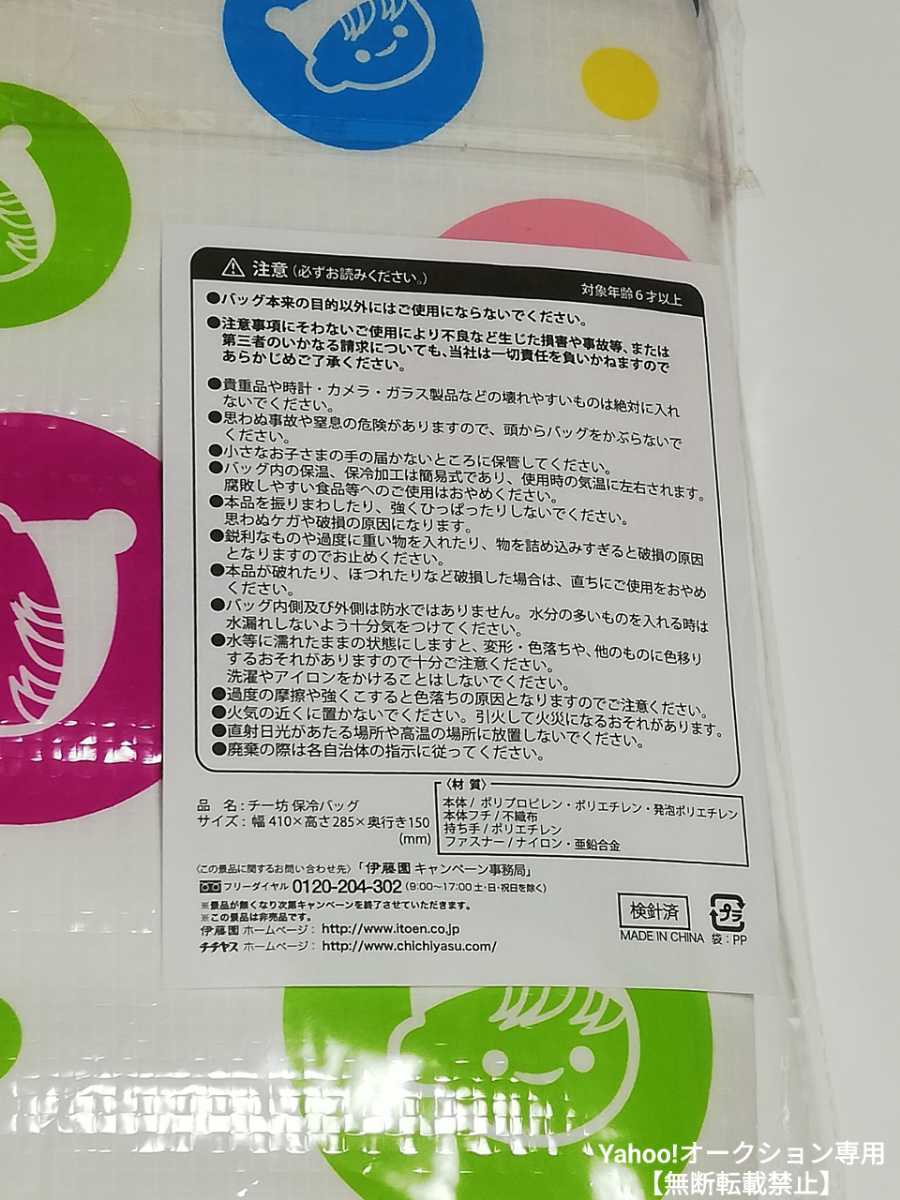 注意(必ずお読みください。)
対象年齢6才以上
●バッグ本来の目的以外にはご使用にならないでください。
●注意事項にそわないご使用により不良など生じた損害や事故等、または
第三者のいかなる請求についても、当社は一切責任を負いかねますので
あらかじめご了承ください。
●貴重品や時計・カメラ・ガラス製品などの壊れやすいものは絶対に入れ
ないでください。
●思わぬ事故や窒息の危険がありますので、頭からバッグをかぶらないで
ください。
●小さなお子さまの手の届かないところに保管してください。
●バッグ内の保温、保冷加工は簡易式であり、使用時の気温に左右されます。
腐敗しやすい食品等へのご使用はおやめください。
●本品を振りまわしたり、強くひっぱったりしないでください。
思わぬケガや破損の原因になります。
●鋭利なものや過度に重い物を入れたり、物を詰め込みすぎると破損の原因
となりますのでお止めください。
●本品が破れたり、ほつれたりなど破損した場合は、直ちにご使用をおやめ
ください。
●バッグ内側及び外側は防水ではありません。水分の多いものを入れる時は
水漏れしないよう十分気をつけてください。
●水等に濡れたままの状態にしますと、変形・色落ちや、他のものに色移り
するおそれがありますので十分ご注意ください。
洗濯やアイロンをかけることはしないでください。
●過度の摩擦や強くこすると色落ちの原因となりますのでご注意ください。
●火気の近くに置かないでください。引火して火災になるおそれがあります。
●直射日光があたる場所や高温の場所に放置しないでください。
●廃棄の際は各自治体の指示に従ってください。
品 名:チー坊 保冷バッグ
サイズ:幅 410×高さ285×奥行き150
(mm)
〈材 質〉
本体/ポリプロピレン・ポリエチレン・発泡ポリエチレン
本体フチ/不織布
持ち手/ポリエチレン
ファスナー/ナイロン・亜鉛合金
〈この景品に関するお問い合わせ先〉「伊藤園 キャンペーン事務局」
フリーダイヤル 0120-204-302 (9:00〜17:00 土・日・祝日を除く)
※景品が無くなり次第キャンペーンを終了させていただきます。
※この景品は非売品です。
伊藤園 ホームページ: http://www.itoen.co.jp
チチヤス ホームページ: http://www.chichiyasu.com/
検針済
MADE IN CHINA
プラ
袋:PP
Yahoo!オークション専用
【無断転載禁止】